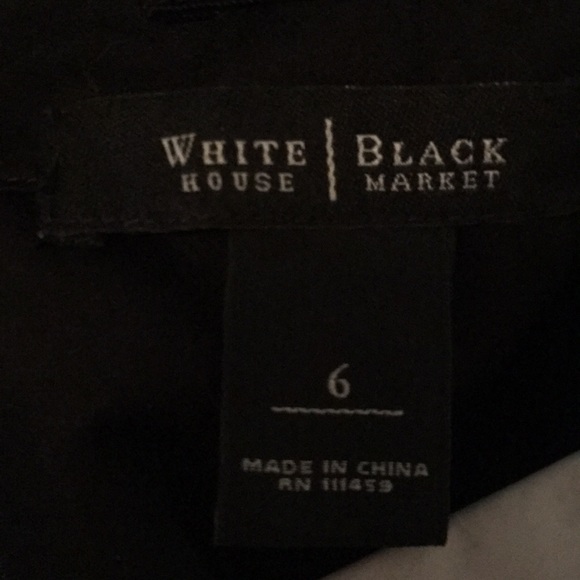 WHITE | BLACK
HOUSE | MARKET
6
MADE IN CHINA
RN 111459